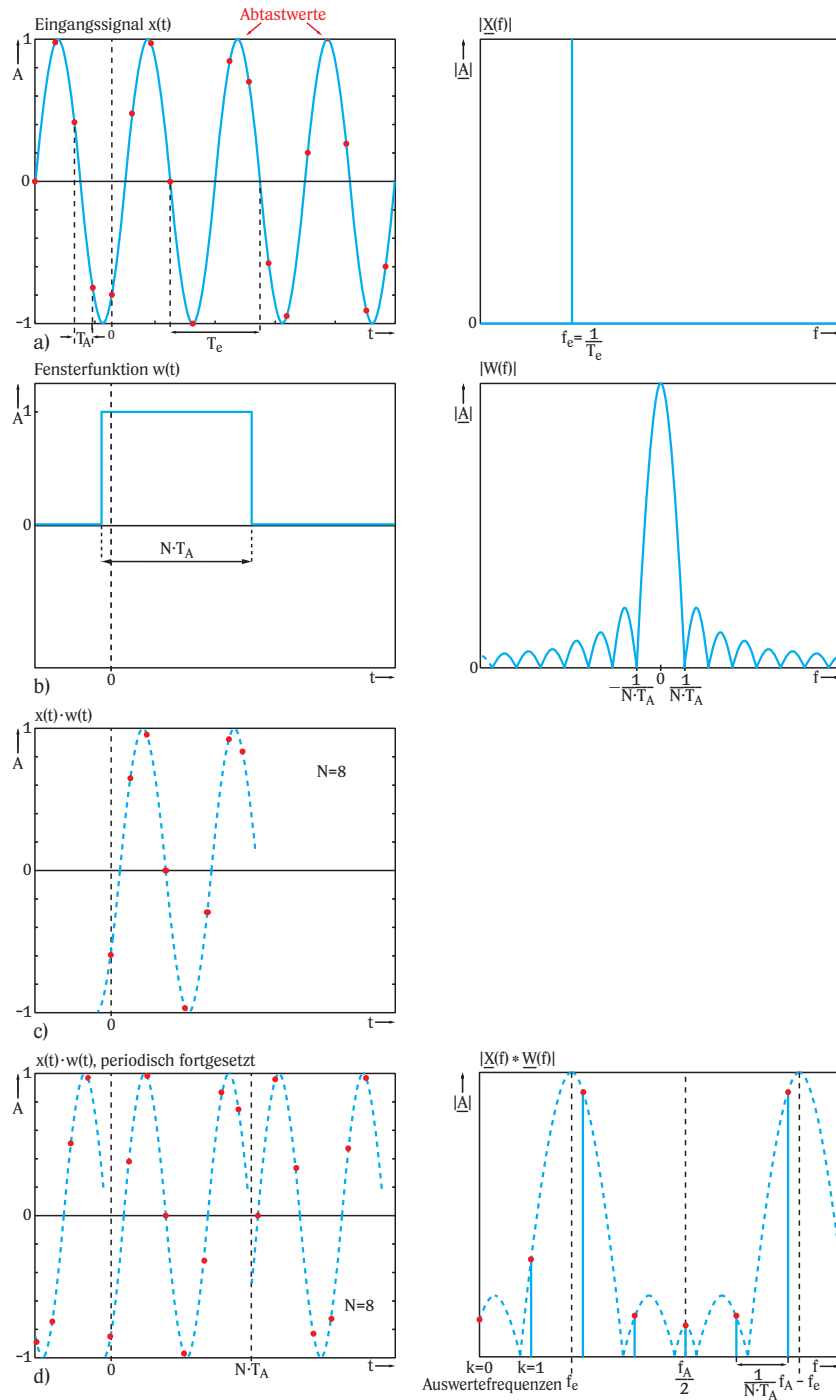 Eingangssignal x(t)
Abtastwerte
1
A
0
-1
T_A
0
T_e
t
a)
|X(f)|
|A|
0
f_e = 1/T_e
f
Fensterfunktion w(t)
1
A
0
N·T_A
0
t
b)
|W(f)|
|A|
0
-1/(N·T_A)
0
1/(N·T_A)
f
x(t)·w(t)
1
A
N=8
0
-1
0
t
c)
x(t)·w(t), periodisch fortgesetzt
1
A
0
N=8
-1
0
N·T_A
t
d)
|X(f) * W(f)|
|A|
k=0
k=1
f_A/2
1/(N·T_A)
f_A - f_e
f
Auswertefrequenzen f_e